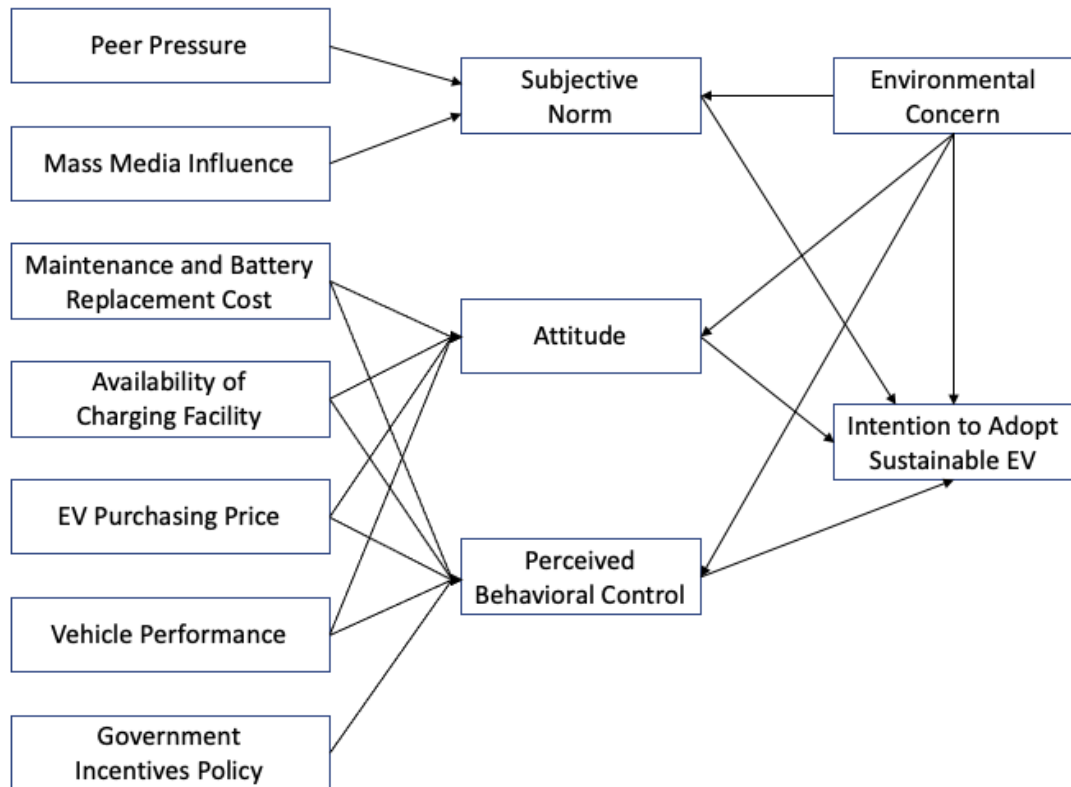 Peer Pressure
Mass Media Influence
Maintenance and Battery
Replacement Cost
Availability of
Charging Facility
EV Purchasing Price
Vehicle Performance
Government
Incentives Policy
Subjective
Norm
Attitude
Perceived
Behavioral Control
Environmental
Concern
Intention to Adopt
Sustainable EV